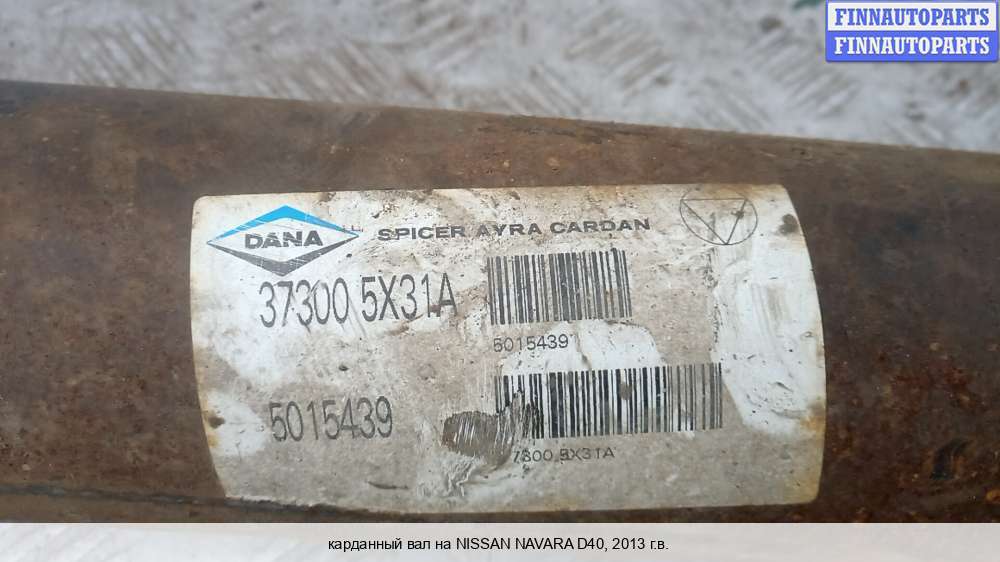 FINNAUTOPARTS
FINNAUTOPARTS
DANA SPICER AYRA CARDAN
37300 5X31A
5015439
5015439
7300 5X31A
карданный вал на NISSAN NAVARA D40, 2013 г.в.